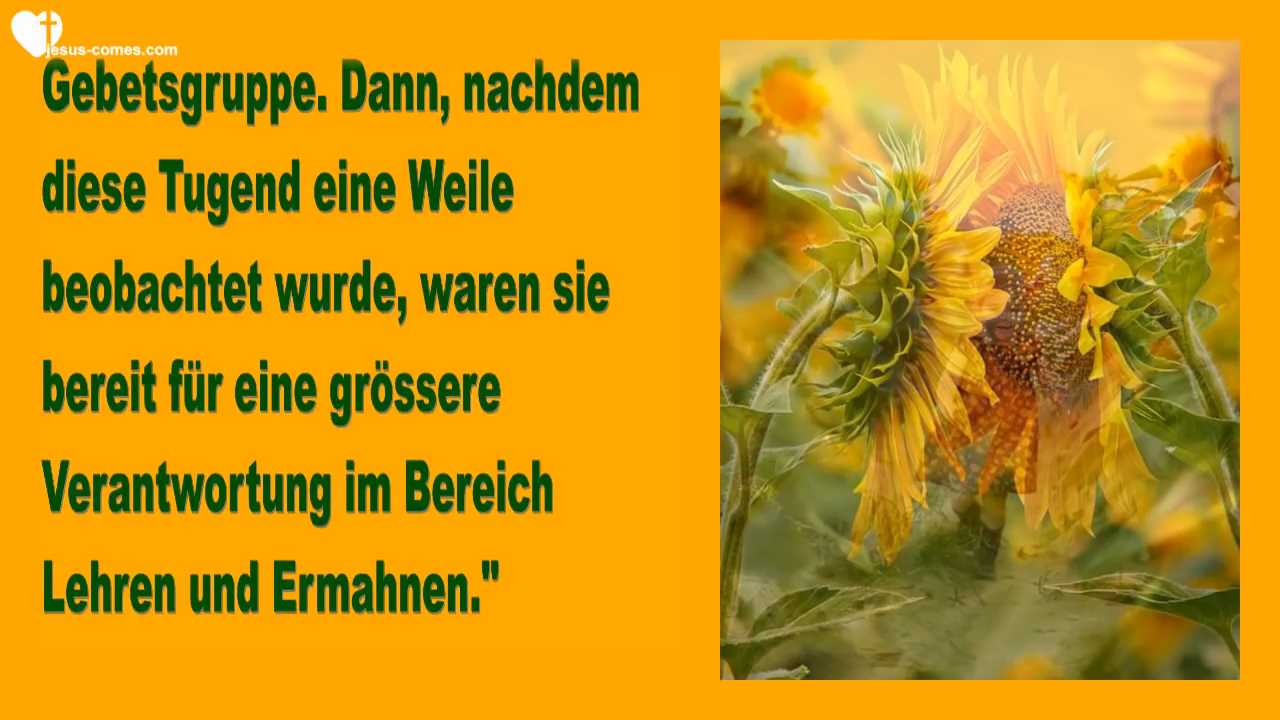 jesus-comes.com
Gebetsgruppe. Dann, nachdem
diese Tugend eine Weile
beobachtet wurde, waren sie
bereit für eine grössere
Verantwortung im Bereich
Lehren und Ermahnen."